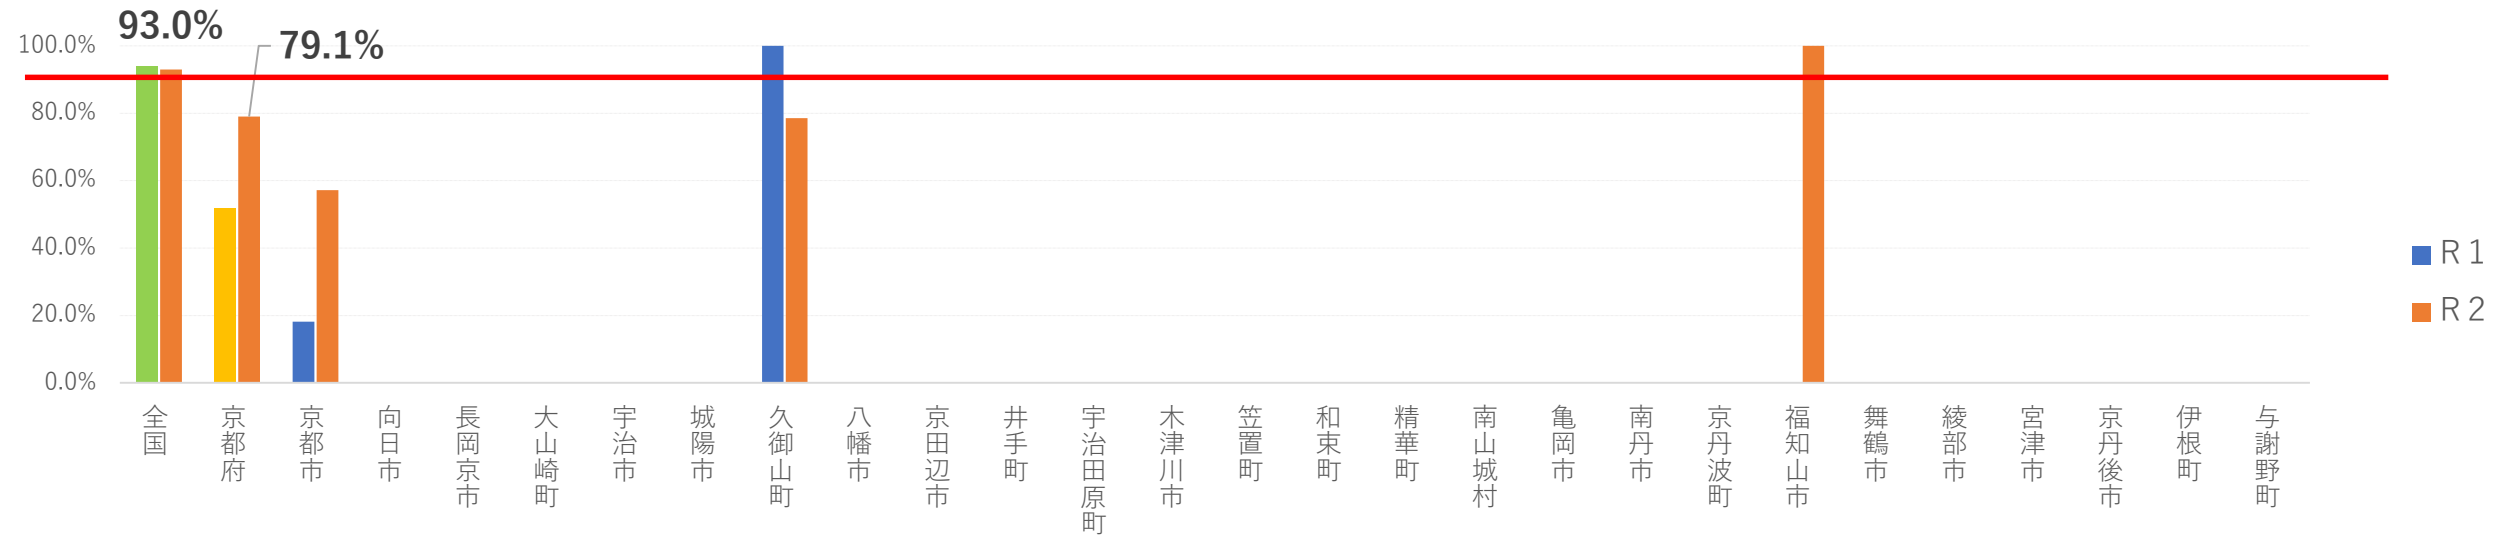 93.0%
79.1%
100.0%
80.0%
60.0%
40.0%
20.0%
0.0%
R1
R2
全国
京都府
京都市
向日市
長岡京市
大山崎町
宇治市
城陽市
久御山町
八幡市
京田辺市
井手町
宇治田原町
木津川市
笠置町
和束町
精華町
南山城村
亀岡市
南丹市
京丹波町
福知山市
舞鶴市
綾部市
宮津市
京丹後市
伊根町
与謝野町